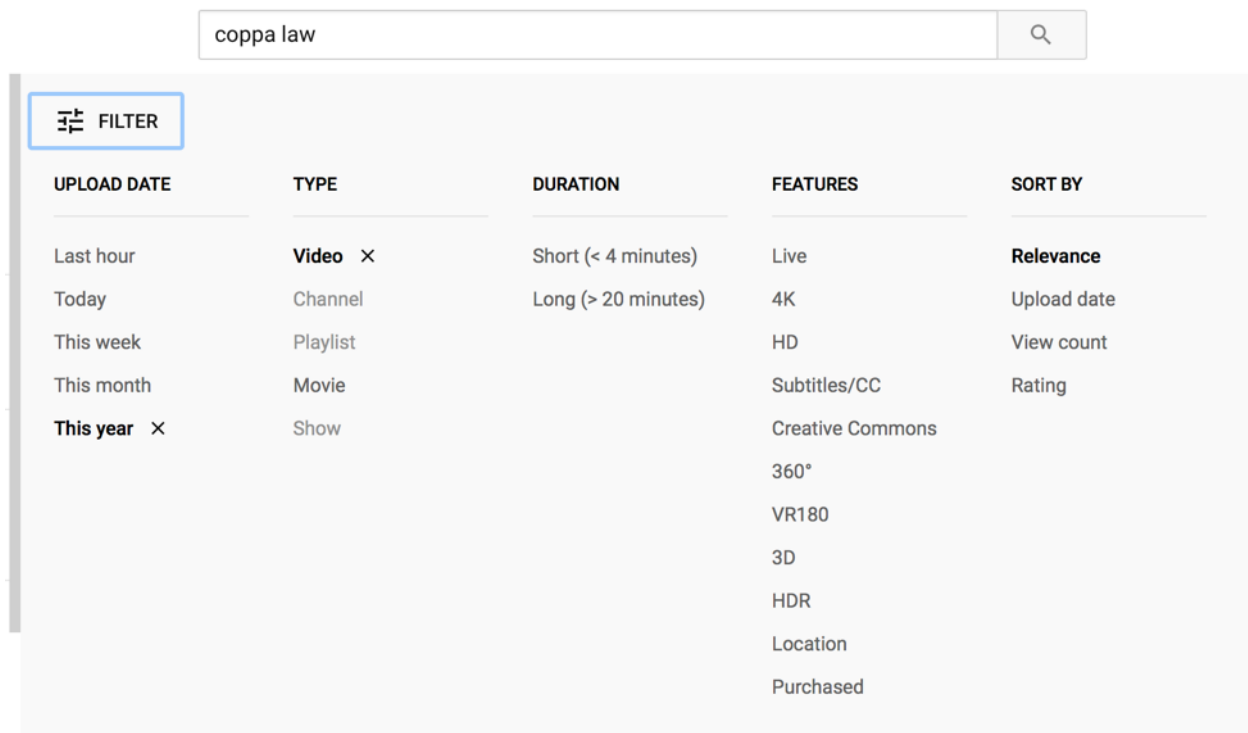 coppa law
FILTER
UPLOAD DATE
Last hour
Today
This week
This month
This year ×
TYPE
Video ×
Channel
Playlist
Movie
Show
DURATION
Short (< 4 minutes)
Long (> 20 minutes)
FEATURES
Live
4K
HD
Subtitles/CC
Creative Commons
360°
VR180
3D
HDR
Location
Purchased
SORT BY
Relevance
Upload date
View count
Rating